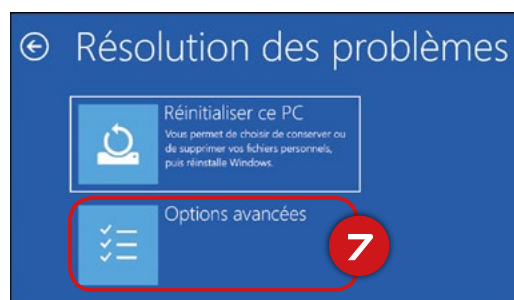 Résolution des problèmes
Réinitialiser ce PC
Vous permet de choisir de conserver ou
de supprimer vos fichiers personnels,
puis réinstalle Windows.
Options avancées
7